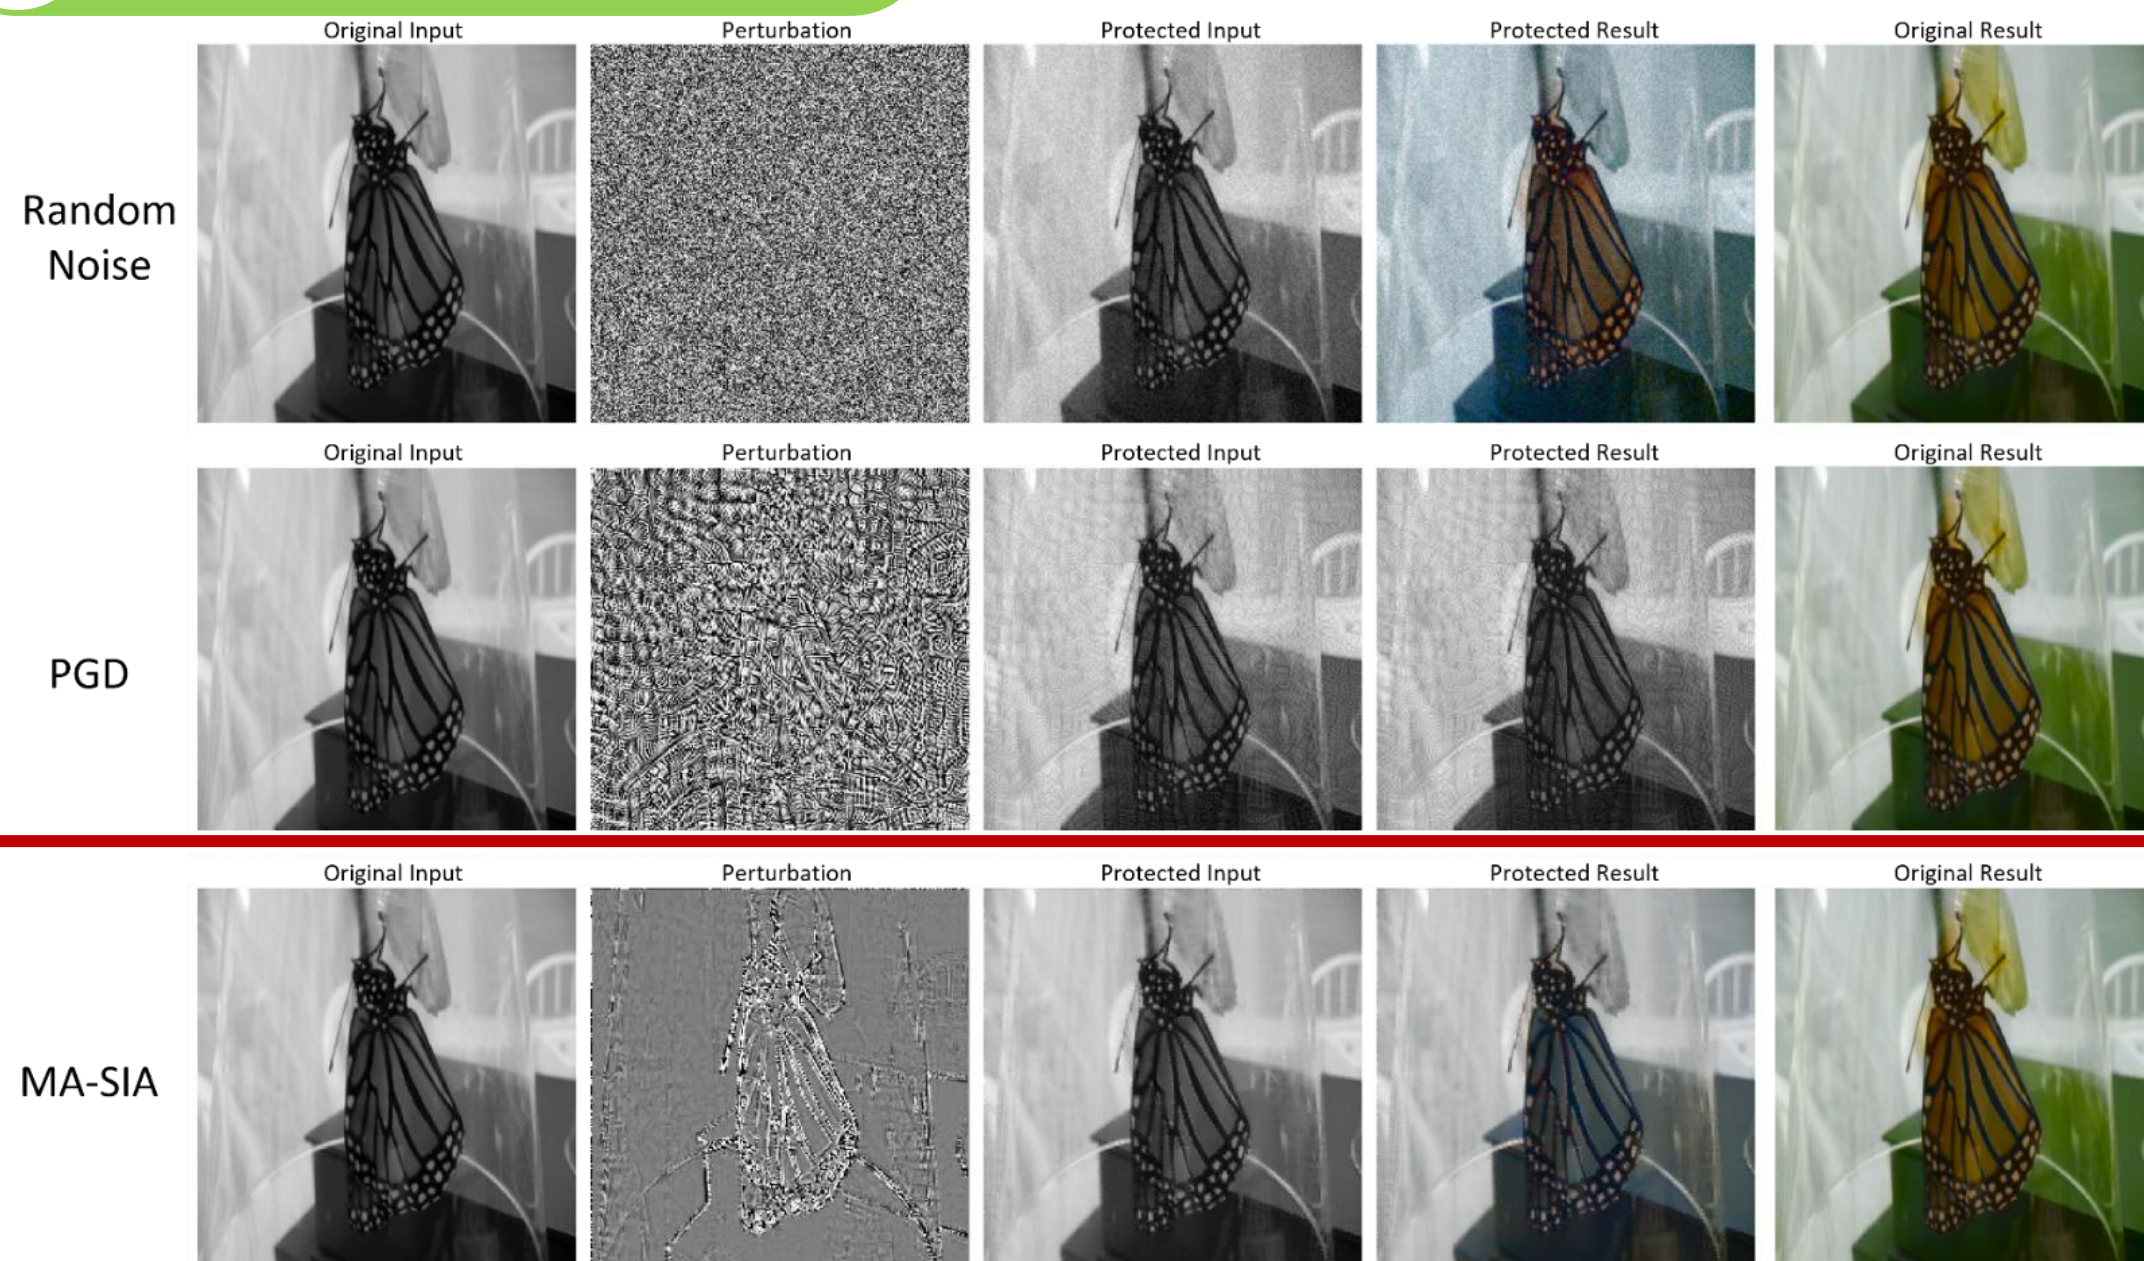 Original Input
Perturbation
Protected Input
Protected Result
Original Result
Random
Noise
Original Input
Perturbation
Protected Input
Protected Result
Original Result
PGD
Original Input
Perturbation
Protected Input
Protected Result
Original Result
MA-SIA